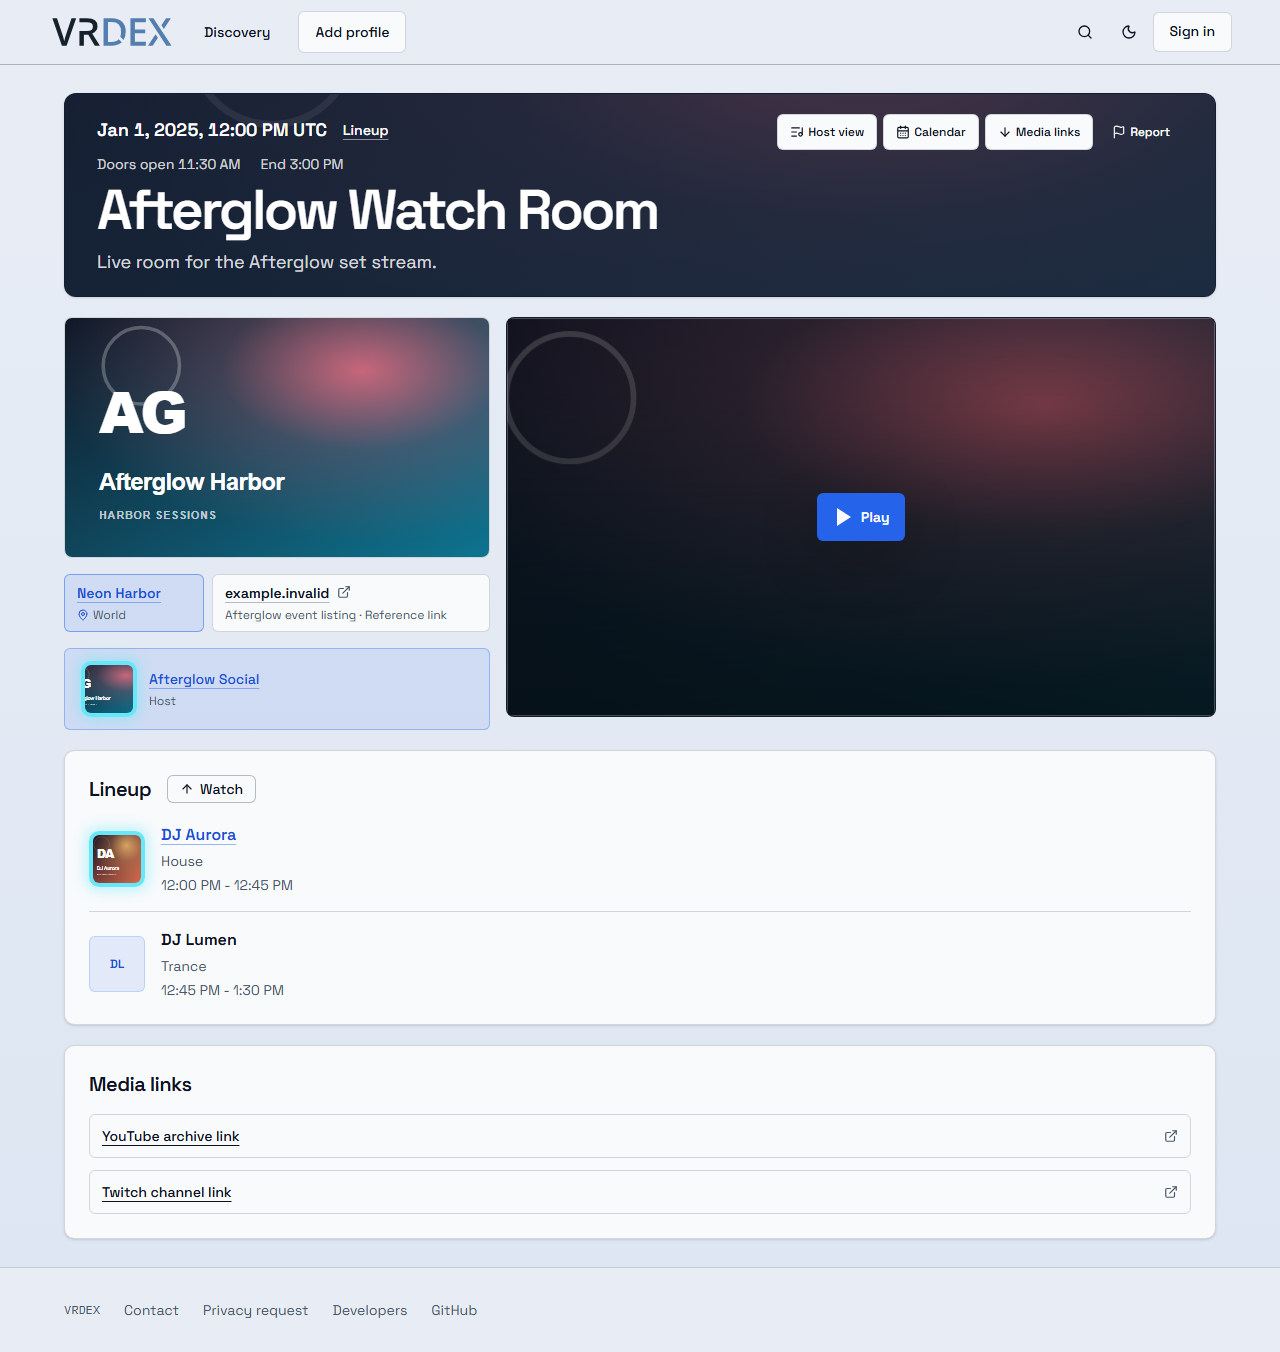 VRDEX
Discovery
Add profile
Sign in
Jan 1, 2025, 12:00 PM UTC
Lineup
Host view
Calendar
Media links
Report
Doors open 11:30 AM
End 3:00 PM
Afterglow Watch Room
Live room for the Afterglow set stream.
AG
Afterglow Harbor
HARBOR SESSIONS
Play
Neon Harbor
World
example.invalid
Afterglow event listing · Reference link
Afterglow Social
Host
Lineup
Watch
DA
DJ Aurora
DJ Aurora
House
12:00 PM - 12:45 PM
DL
DJ Lumen
Trance
12:45 PM - 1:30 PM
Media links
YouTube archive link
Twitch channel link
VRDEX
Contact
Privacy request
Developers
GitHub